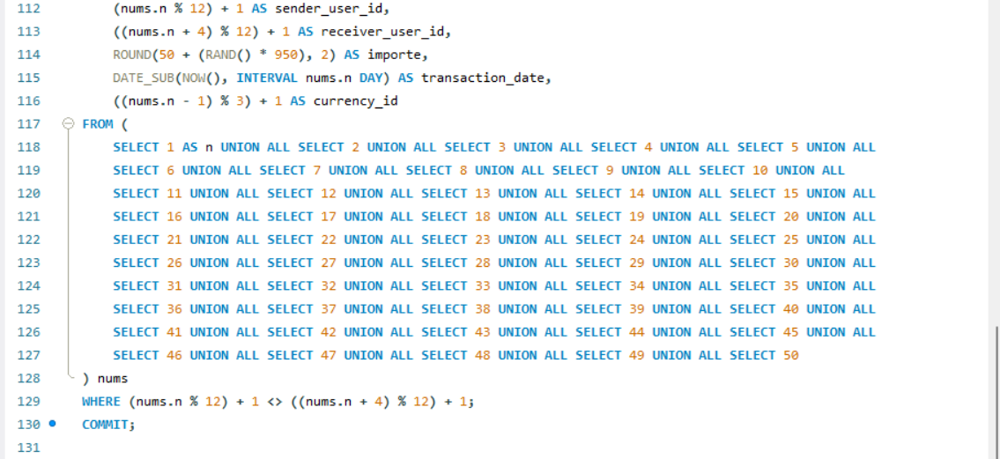 112 (nums.n % 12) + 1 AS sender_user_id,
113 ((nums.n + 4) % 12) + 1 AS receiver_user_id,
114 ROUND(50 + (RAND() * 950), 2) AS importe,
115 DATE_SUB(NOW(), INTERVAL nums.n DAY) AS transaction_date,
116 ((nums.n - 1) % 3) + 1 AS currency_id
117 FROM (
118 SELECT 1 AS n UNION ALL SELECT 2 UNION ALL SELECT 3 UNION ALL SELECT 4 UNION ALL SELECT 5 UNION ALL
119 SELECT 6 UNION ALL SELECT 7 UNION ALL SELECT 8 UNION ALL SELECT 9 UNION ALL SELECT 10 UNION ALL
120 SELECT 11 UNION ALL SELECT 12 UNION ALL SELECT 13 UNION ALL SELECT 14 UNION ALL SELECT 15 UNION ALL
121 SELECT 16 UNION ALL SELECT 17 UNION ALL SELECT 18 UNION ALL SELECT 19 UNION ALL SELECT 20 UNION ALL
122 SELECT 21 UNION ALL SELECT 22 UNION ALL SELECT 23 UNION ALL SELECT 24 UNION ALL SELECT 25 UNION ALL
123 SELECT 26 UNION ALL SELECT 27 UNION ALL SELECT 28 UNION ALL SELECT 29 UNION ALL SELECT 30 UNION ALL
124 SELECT 31 UNION ALL SELECT 32 UNION ALL SELECT 33 UNION ALL SELECT 34 UNION ALL SELECT 35 UNION ALL
125 SELECT 36 UNION ALL SELECT 37 UNION ALL SELECT 38 UNION ALL SELECT 39 UNION ALL SELECT 40 UNION ALL
126 SELECT 41 UNION ALL SELECT 42 UNION ALL SELECT 43 UNION ALL SELECT 44 UNION ALL SELECT 45 UNION ALL
127 SELECT 46 UNION ALL SELECT 47 UNION ALL SELECT 48 UNION ALL SELECT 49 UNION ALL SELECT 50
128 ) nums
129 WHERE (nums.n % 12) + 1 <> ((nums.n + 4) % 12) + 1;
130 COMMIT;
131